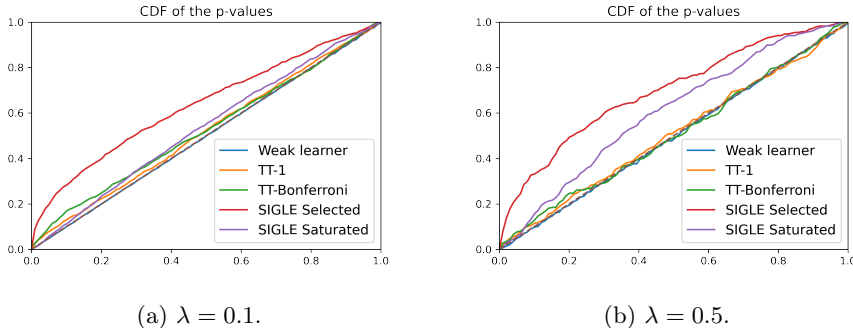 CDF of the p-values
1.0
0.8
0.6
0.4
0.2
0.0
0.0 0.2 0.4 0.6 0.8 1.0
Weak learner
TT-1
TT-Bonferroni
SIGLE Selected
SIGLE Saturated
(a) λ = 0.1.
CDF of the p-values
1.0
0.8
0.6
0.4
0.2
0.0
0.0 0.2 0.4 0.6 0.8 1.0
Weak learner
TT-1
TT-Bonferroni
SIGLE Selected
SIGLE Saturated
(b) λ = 0.5.